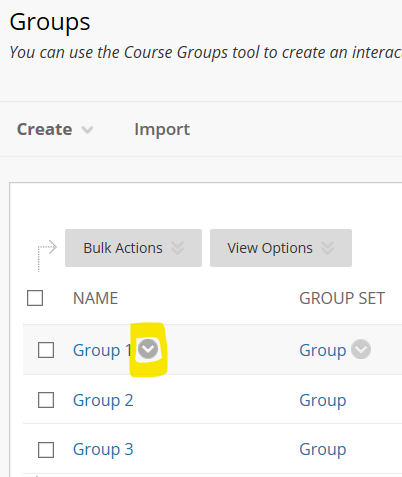 Groups
You can use the Course Groups tool to create an interac
Create Import
Bulk Actions View Options
NAME GROUP SET
Group 1 Group
Group 2 Group
Group 3 Group